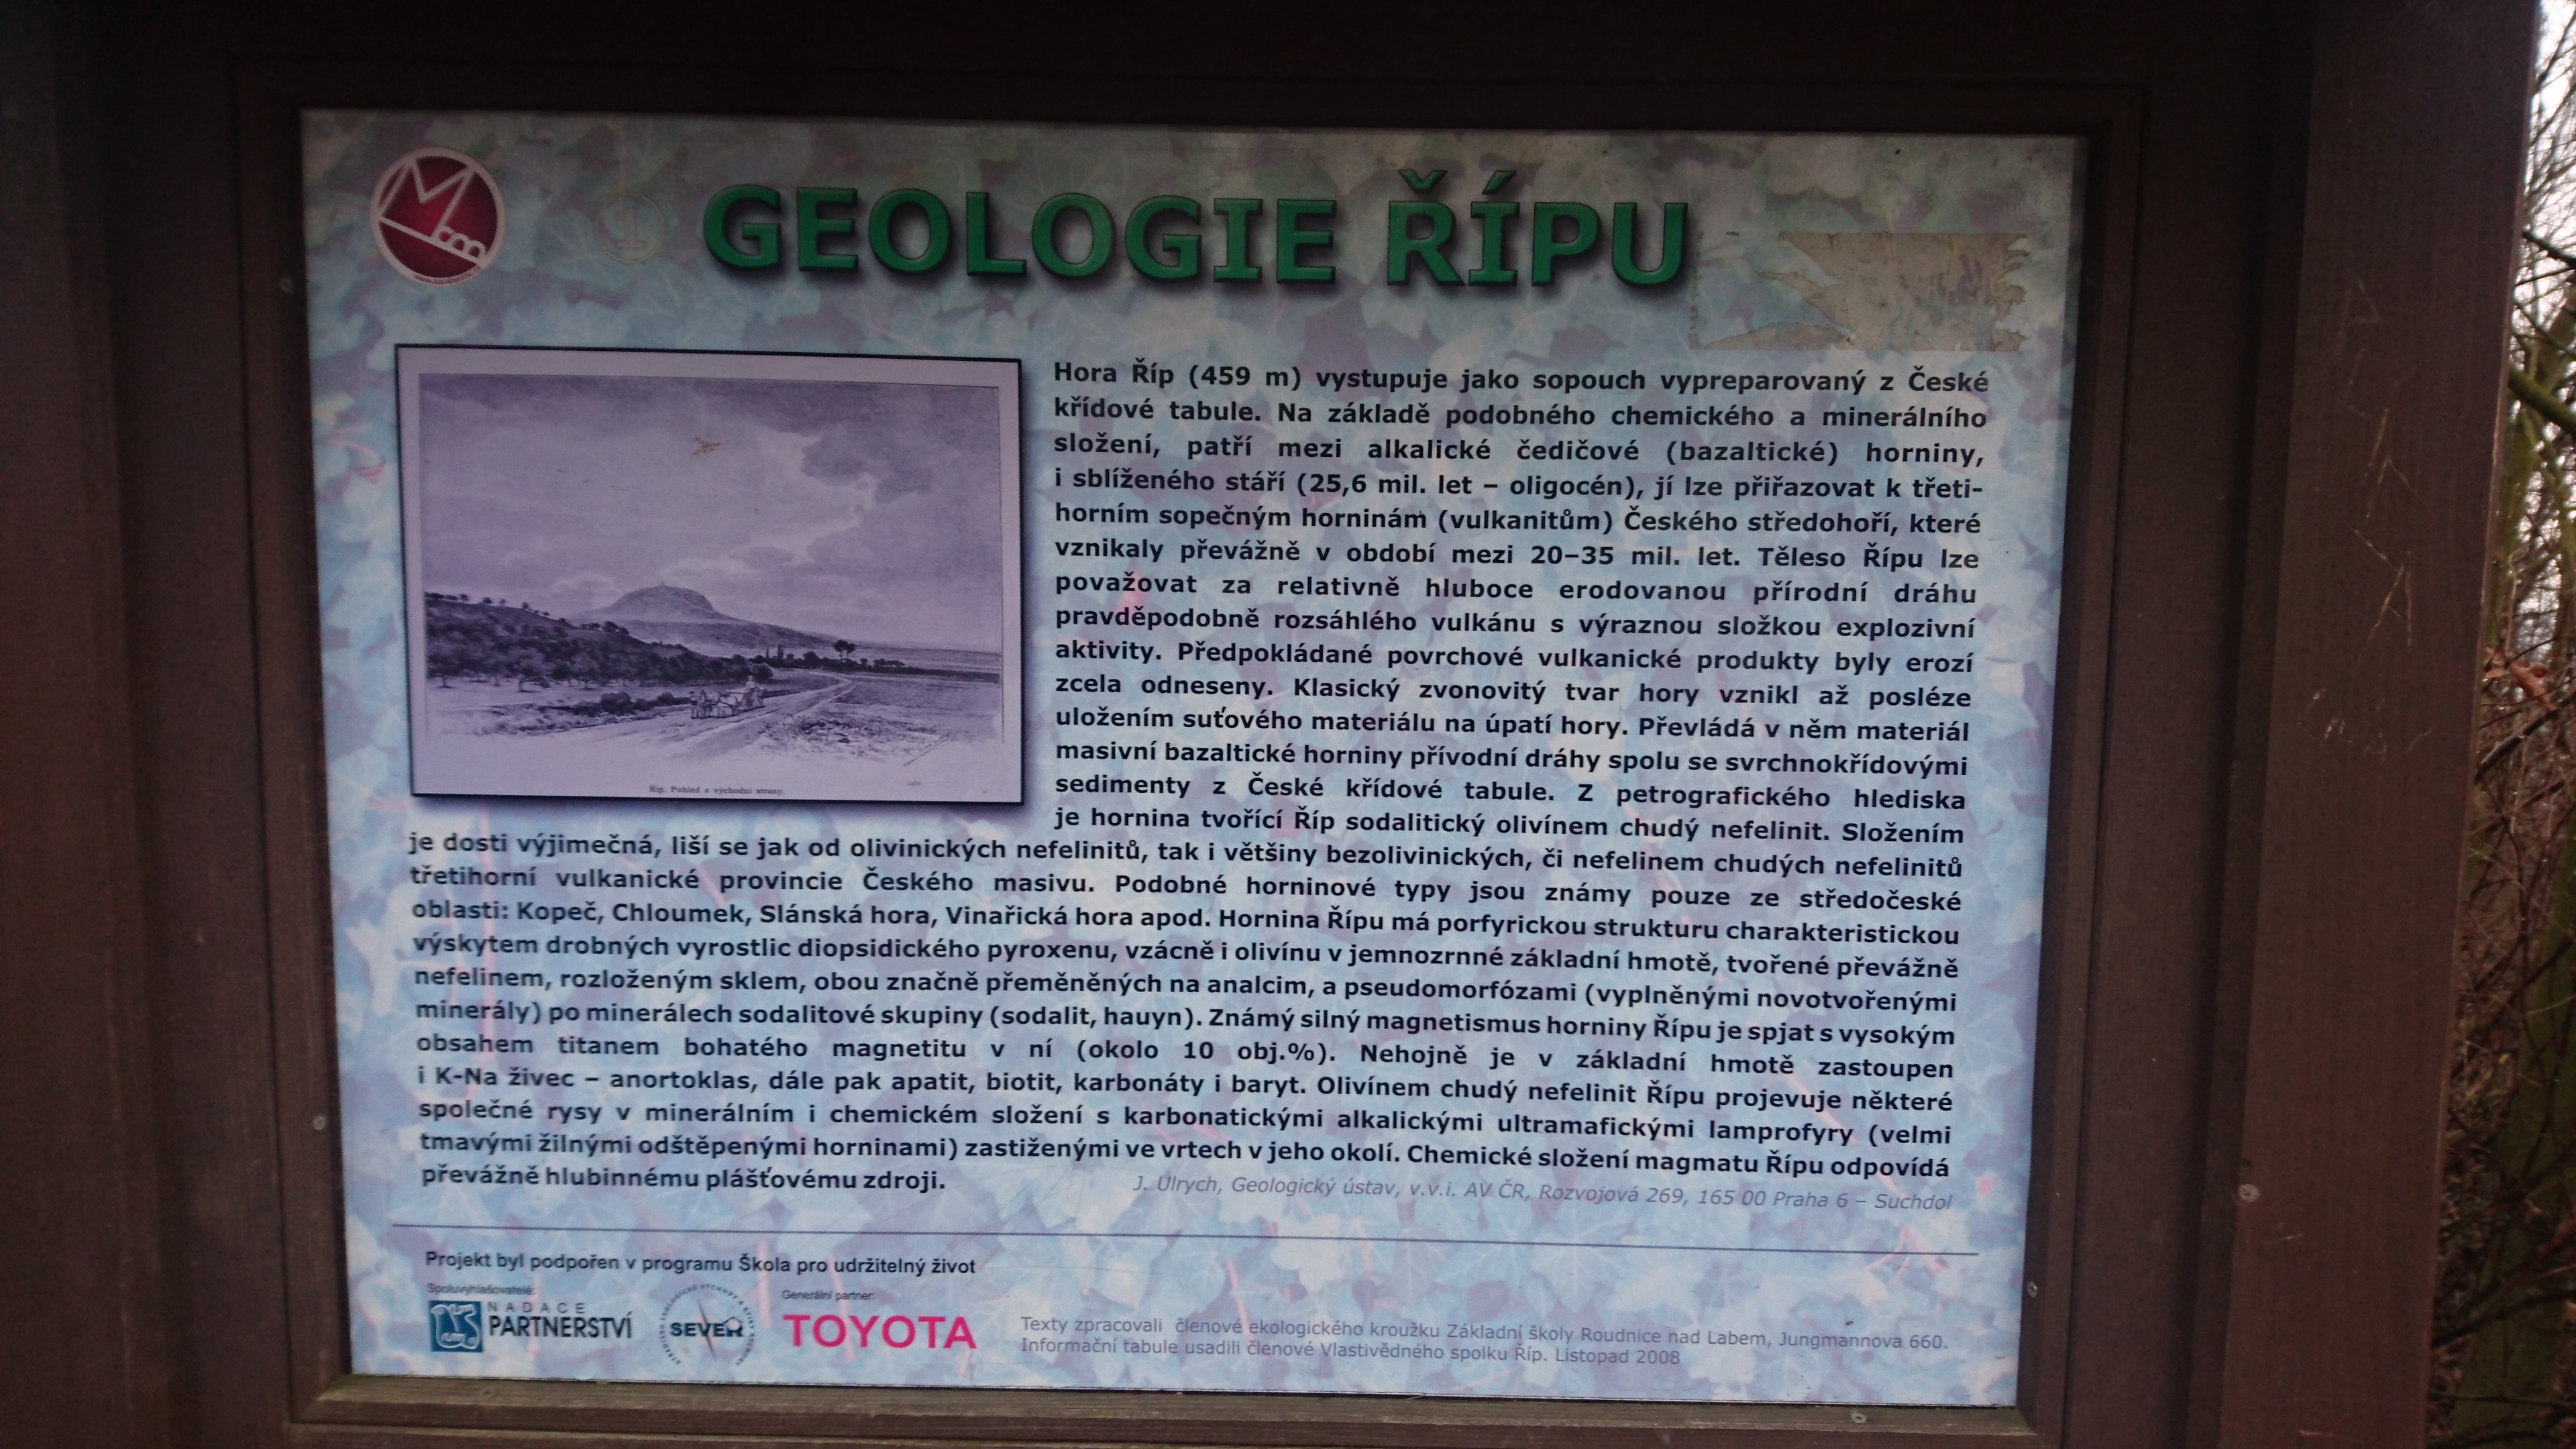 1
GEOLOGIE ŘÍPU
Hora Říp (459 m) vystupuje jako sopouch vypreparovaný z České
křídové tabule. Na základě podobného chemického a minerálního
složení, patří mezi alkalické čedičové (bazaltické) horniny,
i sblíženého stáří (25,6 mil. let – oligocén), jí lze přiřazovat k třeti-
horním sopečným horninám (vulkanitům) Českého středohoří, které
vznikaly převážně v období mezi 20–35 mil. let. Těleso Řípu lze
považovat za relativně hluboce erodovanou přírodní dráhu
pravděpodobně rozsáhlého vulkánu s výraznou složkou explozivní
aktivity. Předpokládané povrchové vulkanické produkty byly erozí
zcela odneseny. Klasický zvonovitý tvar hory vznikl až posléze
uložením suťového materiálu na úpatí hory. Převládá v něm materiál
masivní bazaltické horniny přívodní dráhy spolu se svrchnokřídovými
sedimenty z České křídové tabule. Z petrografického hlediska
je hornina tvořící Říp sodalitický olivínem chudý nefelinit. Složením
je dosti výjimečná, liší se jak od olivinických nefelinitů, tak i většiny bezolivinických, či nefelinem chudých nefelinitů
třetihorní vulkanické provincie Českého masivu. Podobné horninové typy jsou známy pouze ze středočeské
oblasti: Kopeč, Chloumek, Slánská hora, Vinařická hora apod. Hornina Řípu má porfyrickou strukturu charakteristickou
výskytem drobných vyrostlic diopsidického pyroxenu, vzácně i olivínu v jemnozrnné základní hmotě, tvořené převážně
nefelinem, rozloženým sklem, obou značně přeměněných na analcim, a pseudomorfózami (vyplněnými novotvořenými
minerály) po minerálech sodalitové skupiny (sodalit, hauyn). Známý silný magnetismus horniny Řípu je spjat s vysokým
obsahem titanem bohatého magnetitu v ní (okolo 10 obj.%). Nehojně je v základní hmotě zastoupen
i K-Na živec – anortoklas, dále pak apatit, biotit, karbonáty i baryt. Olivínem chudý nefelinit Řípu projevuje některé
společné rysy v minerálním i chemickém složení s karbonatickými alkalickými ultramafickými lamprofyry (velmi
tmavými žilnými odštěpenými horninami) zastiženými ve vrtech v jeho okolí. Chemické složení magmatu Řípu odpovídá
převážně hlubinnému plášťovému zdroji.
J. Ulrych, Geologický ústav, v.v.i. AV ČR, Rozvojová 269, 165 00 Praha 6 – Suchdol
Říp. Pohled z východní strany.
Projekt byl podpořen v programu Škola pro udržitelný život
Spoluvyhlašovatelé:
NADACE
PARTNERSTVÍ
SEVER
Generální partner:
TOYOTA
Texty zpracovali členové ekologického kroužku Základní školy Roudnice nad Labem, Jungmannova 660.
Informační tabule usadili členové Vlastivědného spolku Říp. Listopad 2008